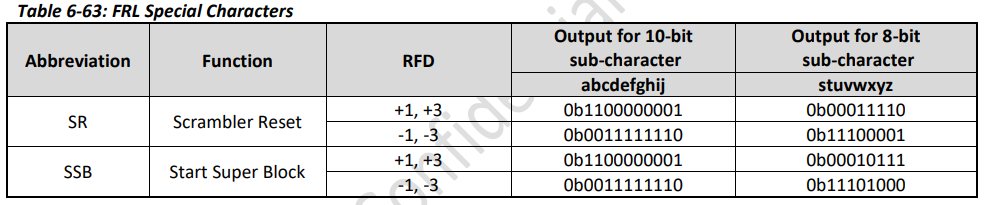 Table 6-63: FRL Special Characters
Abbreviation Function RFD Output for 10-bit sub-character Output for 8-bit sub-character
abcdefghij stuvwxyz
SR Scrambler Reset +1, +3 0b1100000001 0b00011110
-1, -3 0b0011111110 0b11100001
SSB Start Super Block +1, +3 0b1100000001 0b00010111
-1, -3 0b0011111110 0b11101000